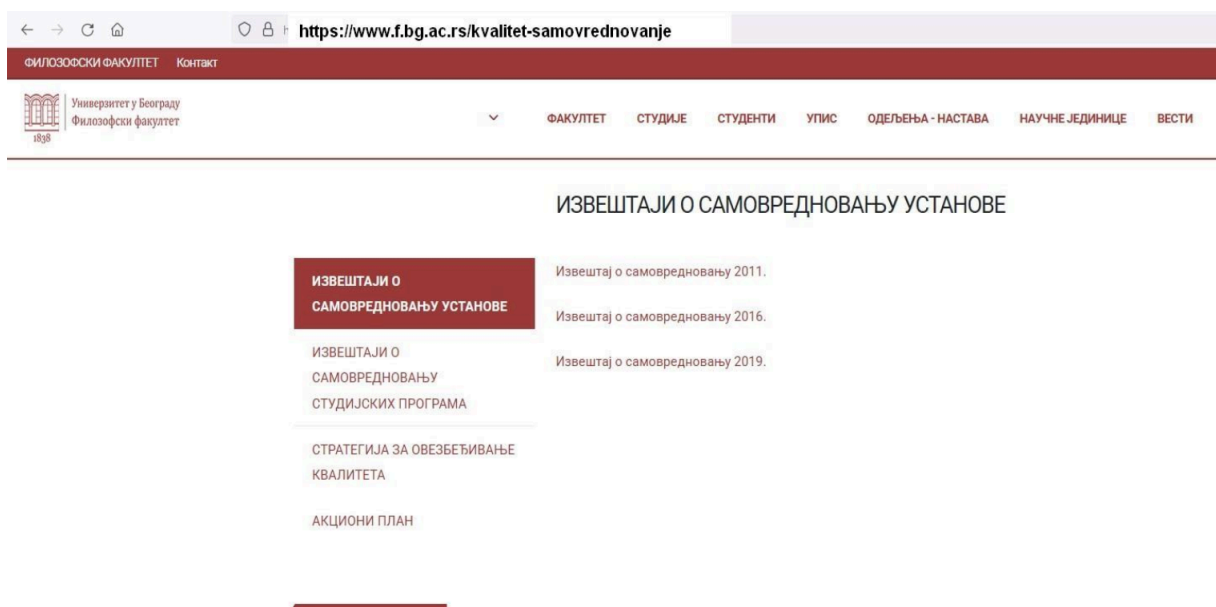 https://www.f.bg.ac.rs/kvalitet-samovrednovanje
ФИЛОЗОФСКИ ФАКУЛТЕТ Контакт
Универзитет у Београду
Филозофски факултет
1838
ФАКУЛТЕТ СТУДИЈЕ СТУДЕНТИ УПИС ОДЕЉЕЊА - НАСТАВА НАУЧНЕ ЈЕДИНИЦЕ ВЕСТИ
ИЗВЕШТАЈИ О САМОВРЕДНОВАЊУ УСТАНОВЕ
ИЗВЕШТАЈИ О
САМОВРЕДНОВАЊУ УСТАНОВЕ
ИЗВЕШТАЈИ О
САМОВРЕДНОВАЊУ
СТУДИЈСКИХ ПРОГРАМА
СТРАТЕГИЈА ЗА ОВЕЗБЕЂИВАЊЕ
КВАЛИТЕТА
АКЦИОНИ ПЛАН
Извештај о самовредновању 2011.
Извештај о самовредновању 2016.
Извештај о самовредновању 2019.